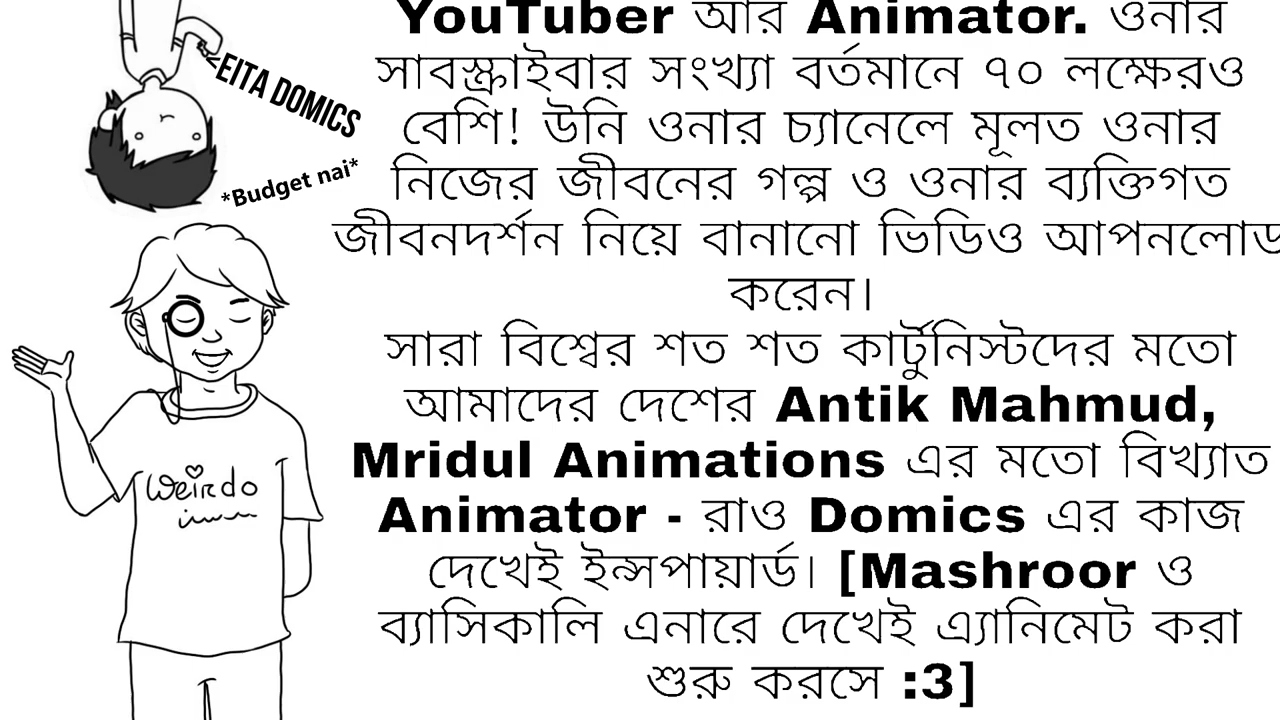 YouTuber আর Animator. ওনার
সাবস্ক্রাইবার সংখ্যা বর্তমানে ৭০ লক্ষেরও
বেশি! উনি ওনার চ্যানেলে মূলত ওনার
নিজের জীবনের গল্প ও ওনার ব্যক্তিগত
জীবনদর্শন নিয়ে বানানো ভিডিও আপনলোড
করেন।
সারা বিশ্বের শত শত কার্টুনিস্টদের মতো
আমাদের দেশের Antik Mahmud,
Mridul Animations এর মতো বিখ্যাত
Animator - রাও Domics এর কাজ
দেখেই ইন্সপায়ার্ড। [Mashroor ও
ব্যাসিকালি এনারে দেখেই এ্যানিমেট করা
শুরু করসে :3]
<-EITA DOMICS
*Budget nai*
weirdo